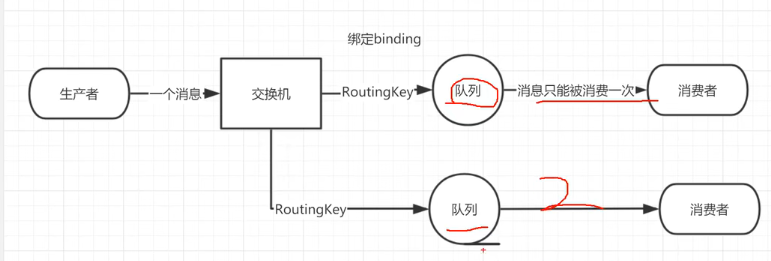 绑定binding
生产者
一个消息
交换机
RoutingKey
队列
消息只能被消费一次
消费者
RoutingKey
队列
2
消费者